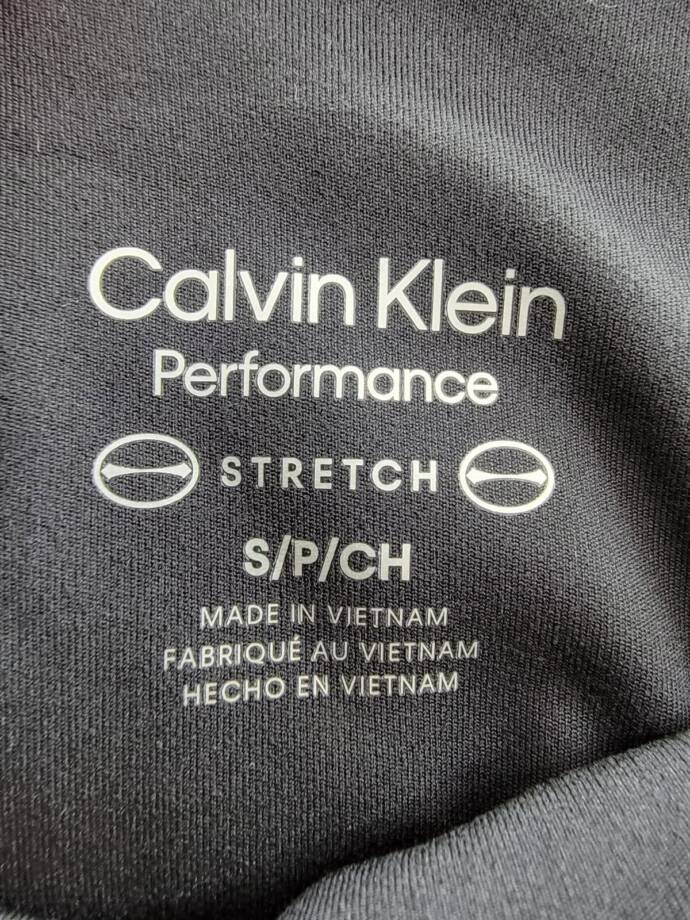 Calvin Klein
Performance
STRETCH
S/P/CH
MADE IN VIETNAM
FABRIQUÉ AU VIETNAM
HECHO EN VIETNAM